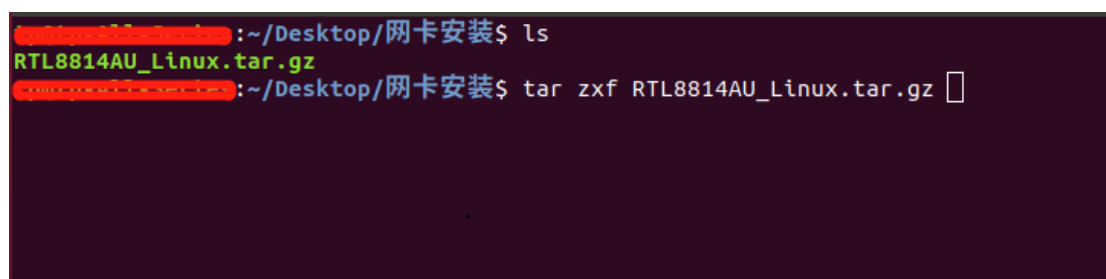 :~/Desktop/网卡安装$ ls
RTL8814AU_Linux.tar.gz
:~/Desktop/网卡安装$ tar zxf RTL8814AU_Linux.tar.gz